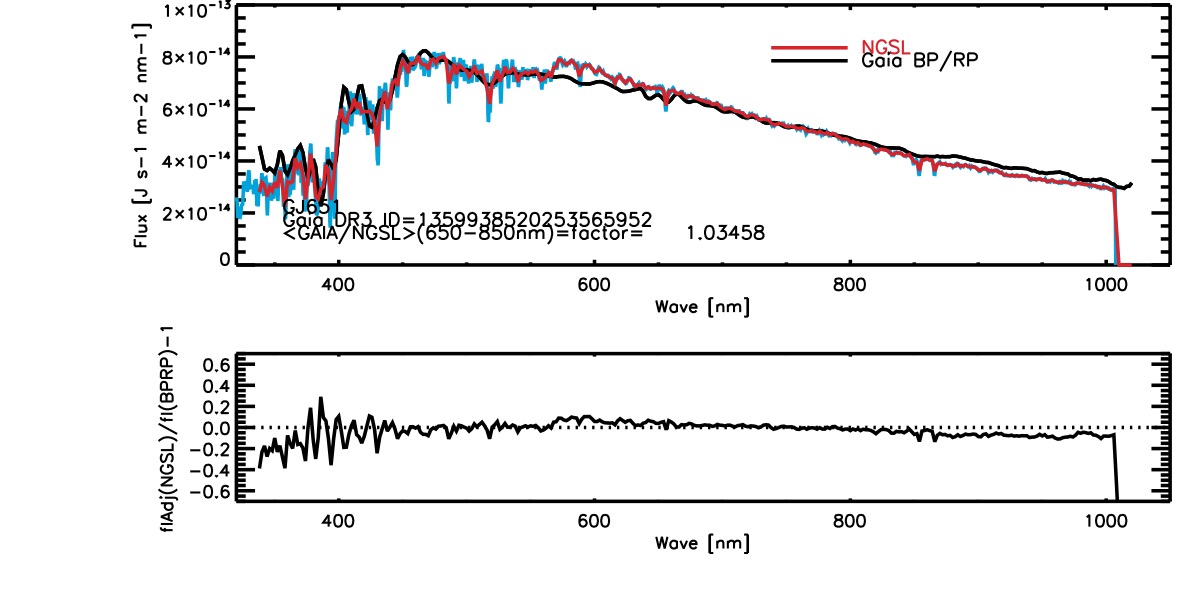 1×10−13
8×10−14
6×10−14
4×10−14
2×10−14
0
Flux [J s−1 m−2 nm−1]
NGSL
Gaia BP/RP
GJ651
Gaia DR3 ID=1359938520253565952
<GAIA/NGSL>(650−850nm)=factor= 1.03458
400 600 800 1000
Wave [nm]
flAdj(NGSL)/fl(BPRP)−1
0.6
0.4
0.2
0.0
−0.2
−0.4
−0.6
400 600 800 1000
Wave [nm]